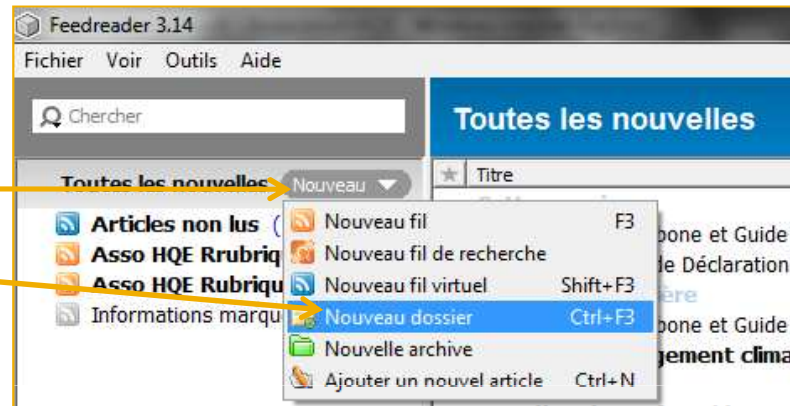 Feedreader 3.14
Fichier Voir Outils Aide
Chercher
Toutes les nouvelles
Toutes les nouvelles Nouveau
Titre
Articles non lus (
Asso HQE Rrubriq
Asso HQE Rubriqu
Informations marqu
Nouveau fil F3
Nouveau fil de recherche
Nouveau fil virtuel Shift+F3
Nouveau dossier Ctrl+F3
Nouvelle archive
Ajouter un nouvel article Ctrl+N
bone et Guide
le Déclaration
ère
bone et Guide
gement clima